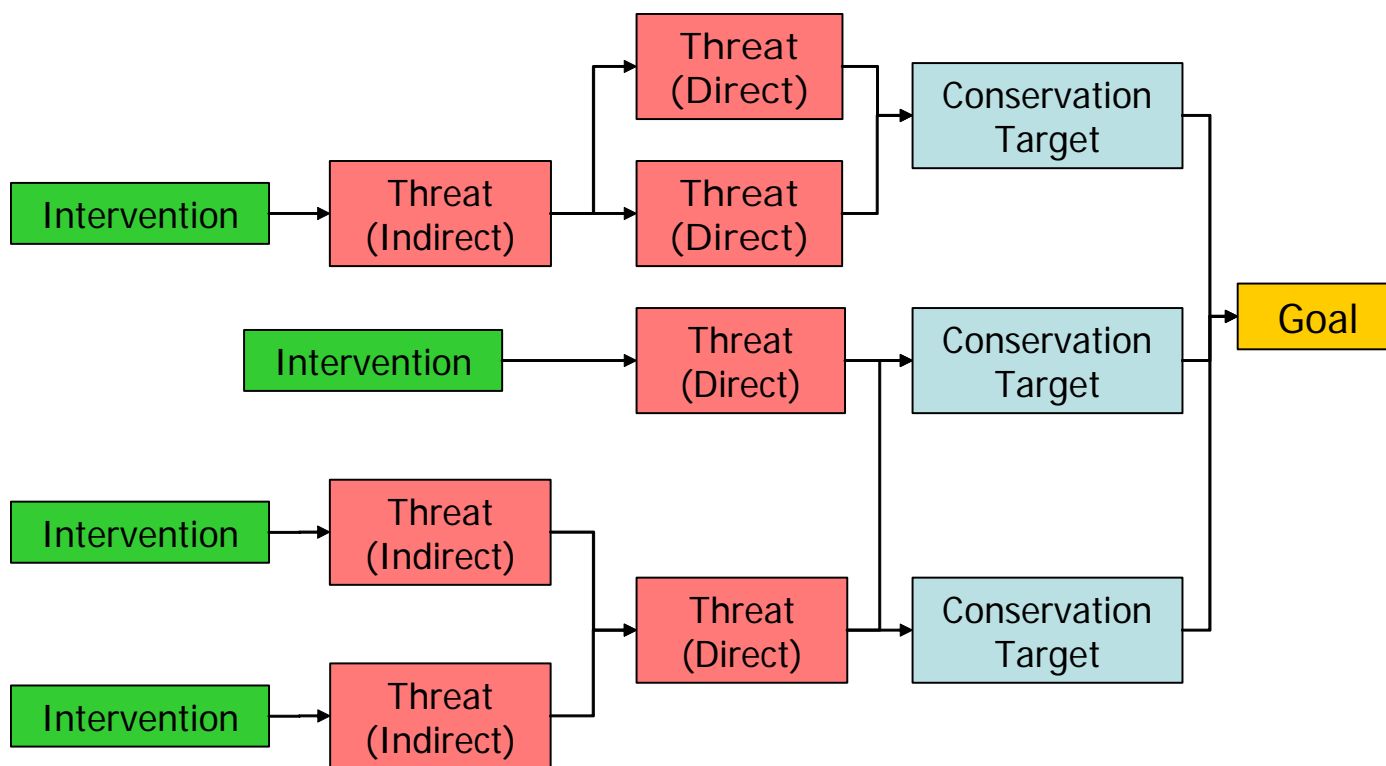 Threat
(Direct)
Conservation
Target
Intervention
Threat
(Indirect)
Threat
(Direct)
Goal
Intervention
Threat
(Direct)
Conservation
Target
Intervention
Threat
(Indirect)
Threat
(Direct)
Conservation
Target
Intervention
Threat
(Indirect)